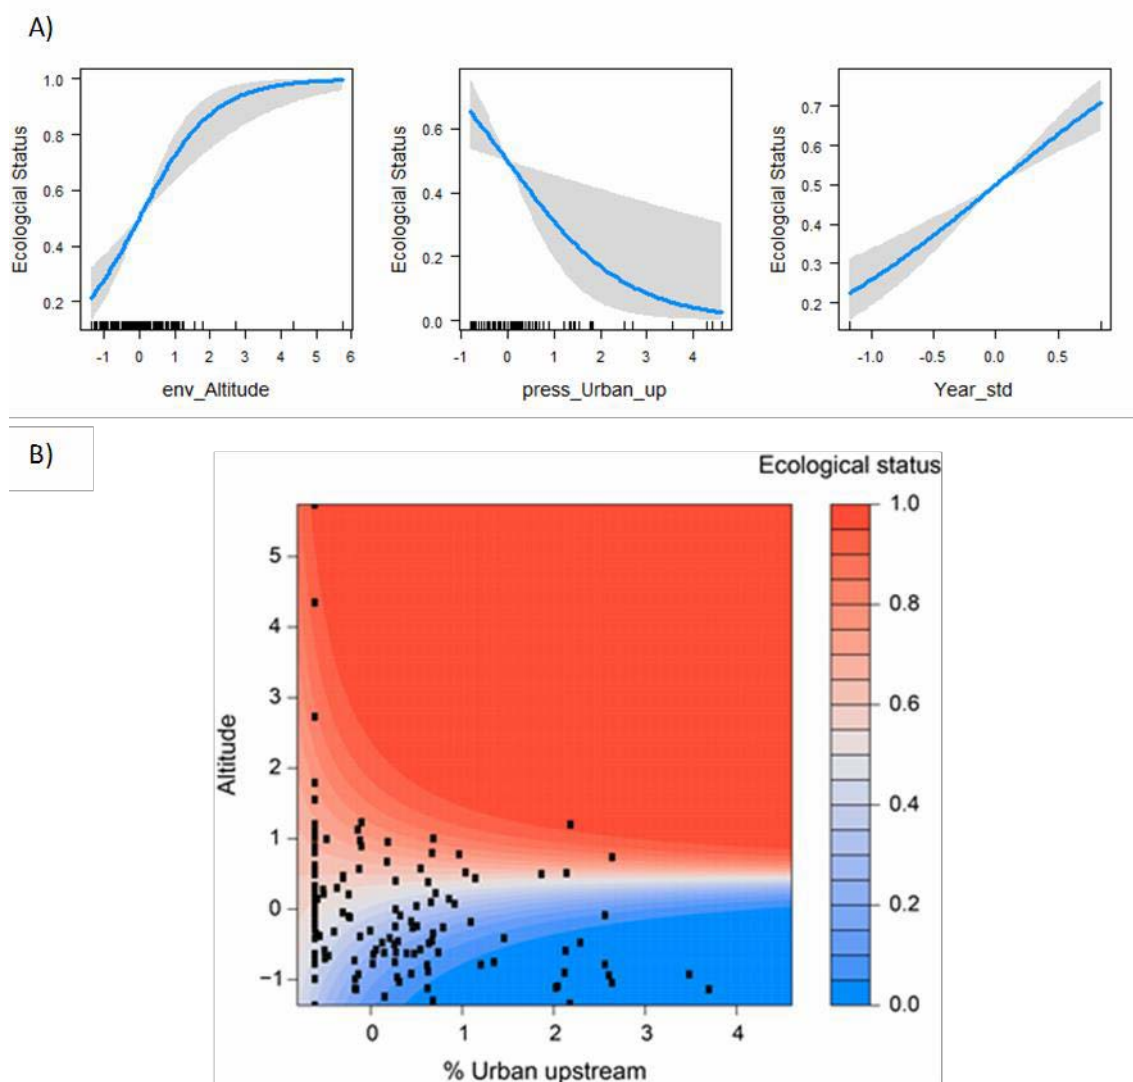 A)
Ecologcial Status
1.0
0.8
0.6
0.4
0.2
-1 0 1 2 3 4 5 6
env_Altitude
Ecologcial Status
0.6
0.4
0.2
0.0
-1 0 1 2 3 4
press_Urban_up
Ecologcial Status
0.7
0.6
0.5
0.4
0.3
0.2
-1.0 -0.5 0.0 0.5
Year_std
B)
Ecological status
Altitude
5
4
3
2
1
0
−1
0 1 2 3 4
% Urban upstream
1.0
0.8
0.6
0.4
0.2
0.0